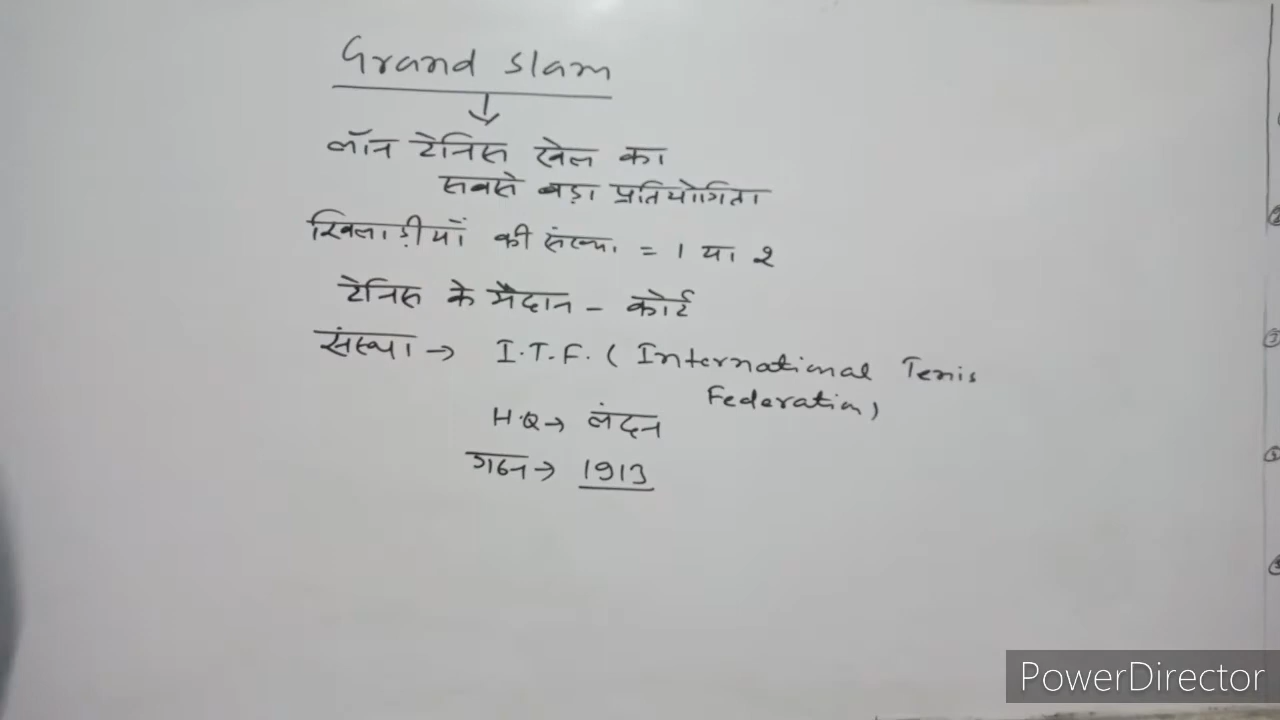 Grand Slam
लॉन टेनिस खेल का
सबसे बड़ा प्रतियोगिता
खिलाड़ीयों की संख्या = 1 या 2
टेनिस के मैदान - कोर्ट
संस्था → I.T.F. ( International Tenis
Federation)
H.Q → लंदन
गठन → 1913
PowerDirector